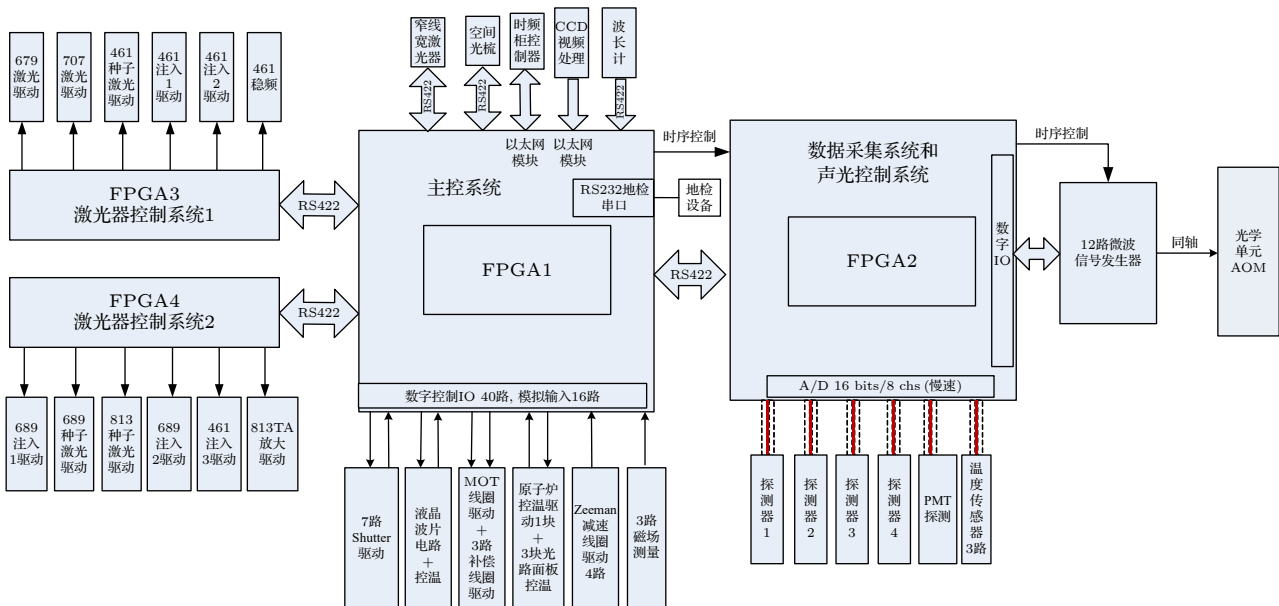 679
激光
驱动
707
激光
驱动
461
种子
激光
驱动
461
注入
1
驱动
461
注入
2
驱动
461
稳频
FPGA3
激光器控制系统1
RS422
FPGA4
激光器控制系统2
RS422
689
注入
1驱动
689
种子
激光
驱动
813
种子
激光
驱动
689
注入
2驱动
461
注入
3驱动
813TA
放大
驱动
窄线
宽激
光器
空间
光梳
时频
柜控
制器
CCD
视频
处理
波
长
计
RS422
RS422
RS422
以太网
模块
以太网
模块
主控系统
RS232地检
串口
地检
设备
FPGA1
数字控制IO 40路, 模拟输入16路
7路
Shutter
驱动
液晶
波片
电路
+
控温
MOT
线圈
驱动
+
3路
补偿
线圈
驱动
原子炉
控温驱
动1块
+
3块光
路面板
控温
Zeeman
减速
线圈
驱动
4路
3路
磁场
测量
时序控制
RS422
数据采集系统和
声光控制系统
FPGA2
数
字
IO
A/D 16 bits/8 chs (慢速)
探
测
器
1
探
测
器
2
探
测
器
3
探
测
器
4
PMT
探测
温
度
传
感
器
3路
时序控制
12路微波
信号发生器
同轴
光学
单元
AOM